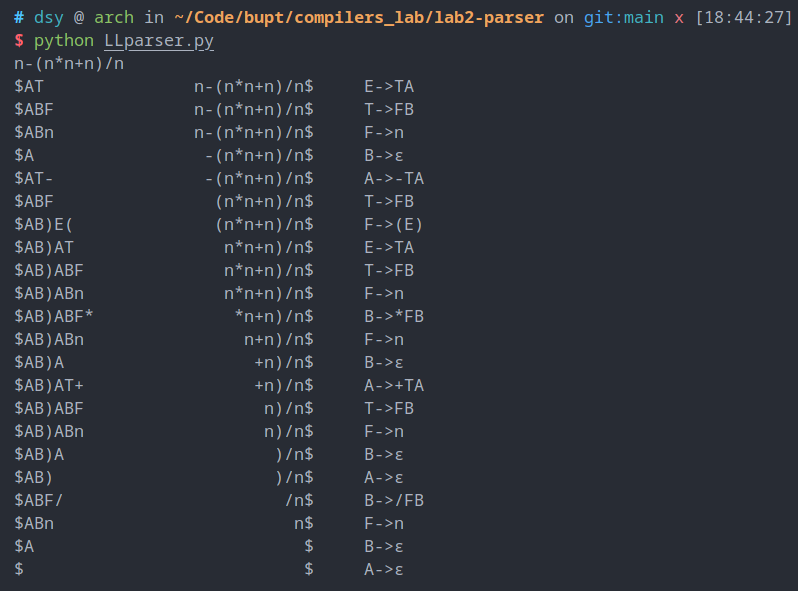 # dsy @ arch in ~/Code/bupt/compilers_lab/lab2-parser on git:main x [18:44:27]
$ python LLparser.py
n-(n*n+n)/n
$AT               n-(n*n+n)/n$     E->TA
$ABF              n-(n*n+n)/n$     T->FB
$ABn              n-(n*n+n)/n$     F->n
$A                 -(n*n+n)/n$     B->ε
$AT-               -(n*n+n)/n$     A->-TA
$ABF                (n*n+n)/n$     T->FB
$AB)E(              (n*n+n)/n$     F->(E)
$AB)AT               n*n+n)/n$     E->TA
$AB)ABF              n*n+n)/n$     T->FB
$AB)ABn              n*n+n)/n$     F->n
$AB)ABF*              *n+n)/n$     B->*FB
$AB)ABn                n+n)/n$     F->n
$AB)A                   +n)/n$     B->ε
$AB)AT+                 +n)/n$     A->+TA
$AB)ABF                  n)/n$     T->FB
$AB)ABn                  n)/n$     F->n
$AB)A                     )/n$     B->ε
$AB)                      )/n$     A->ε
$ABF/                      /n$     B->/FB
$ABn                        n$     F->n
$A                           $     B->ε
$                            $     A->ε